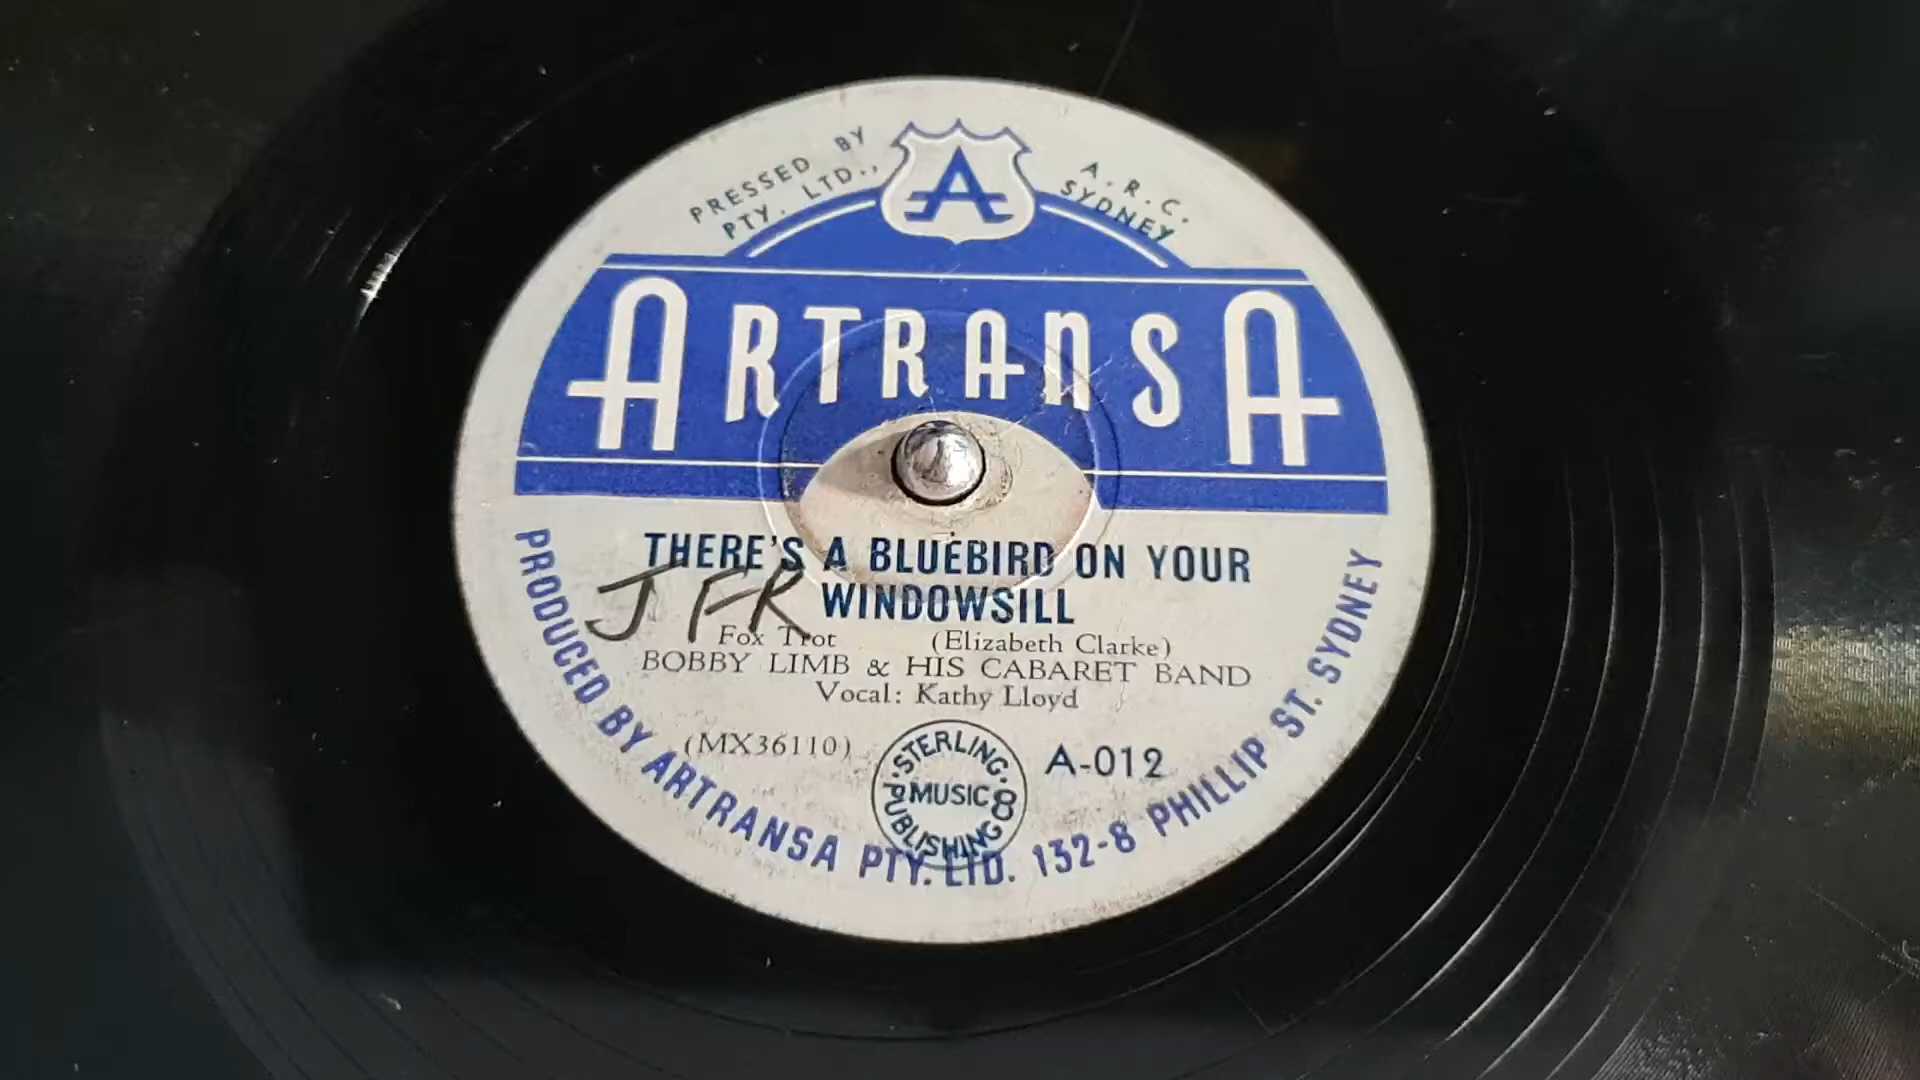 PRESSED BY A.R.C.
PTY. LTD., SYDNEY
A
ARTRANSA
THERE'S A BLUEBIRD ON YOUR
WINDOWSILL
JFR
Fox Trot (Elizabeth Clarke)
BOBBY LIMB & HIS CABARET BAND
Vocal: Kathy Lloyd
(MX36110)
STERLING MUSIC PUBLISHING Co
A-012
PRODUCED BY ARTRANSA PTY. LTD. 132-8 PHILLIP ST. SYDNEY